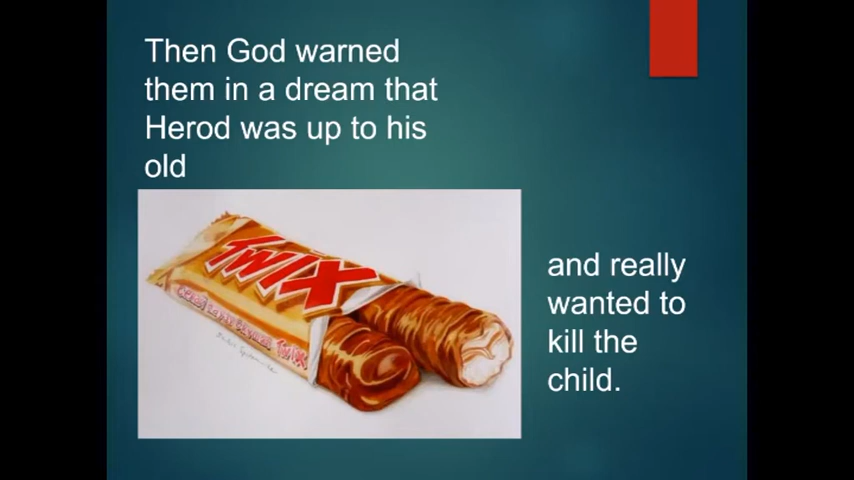 Then God warned
them in a dream that
Herod was up to his
old
TWIX
TWIX
and really
wanted to
kill the
child.